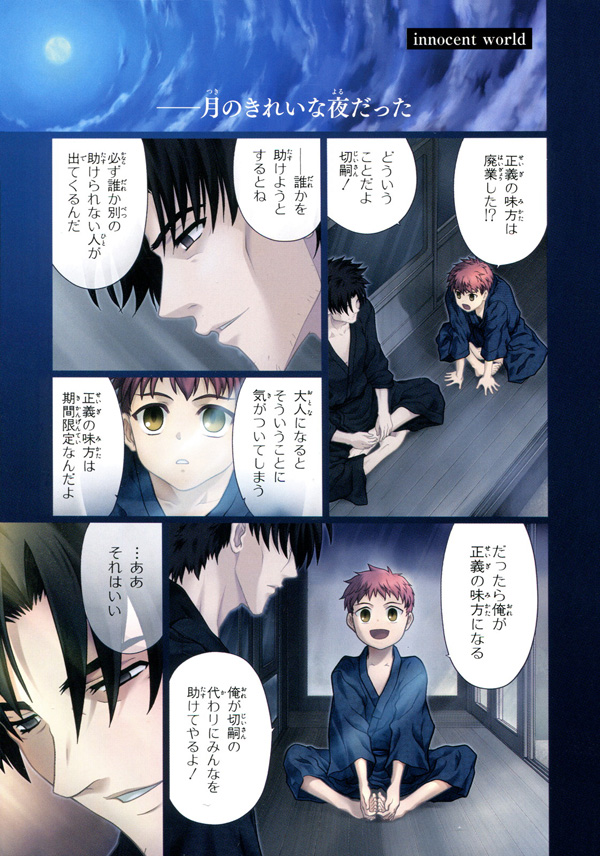 innocent world
――月のきれいな夜だった
正義の味方は
廃業した!?
どういう
ことだよ
切嗣!
――誰かを
助けようと
するとね
必ず誰か別の
助けられない人が
出てくるんだ
大人になると
そういうことに
気がついてしまう
正義の味方は
期間限定なんだよ
だったら俺が
正義の味方になる
俺が切嗣の
代わりにみんなを
助けてやるよ!
…ああ
それはいい